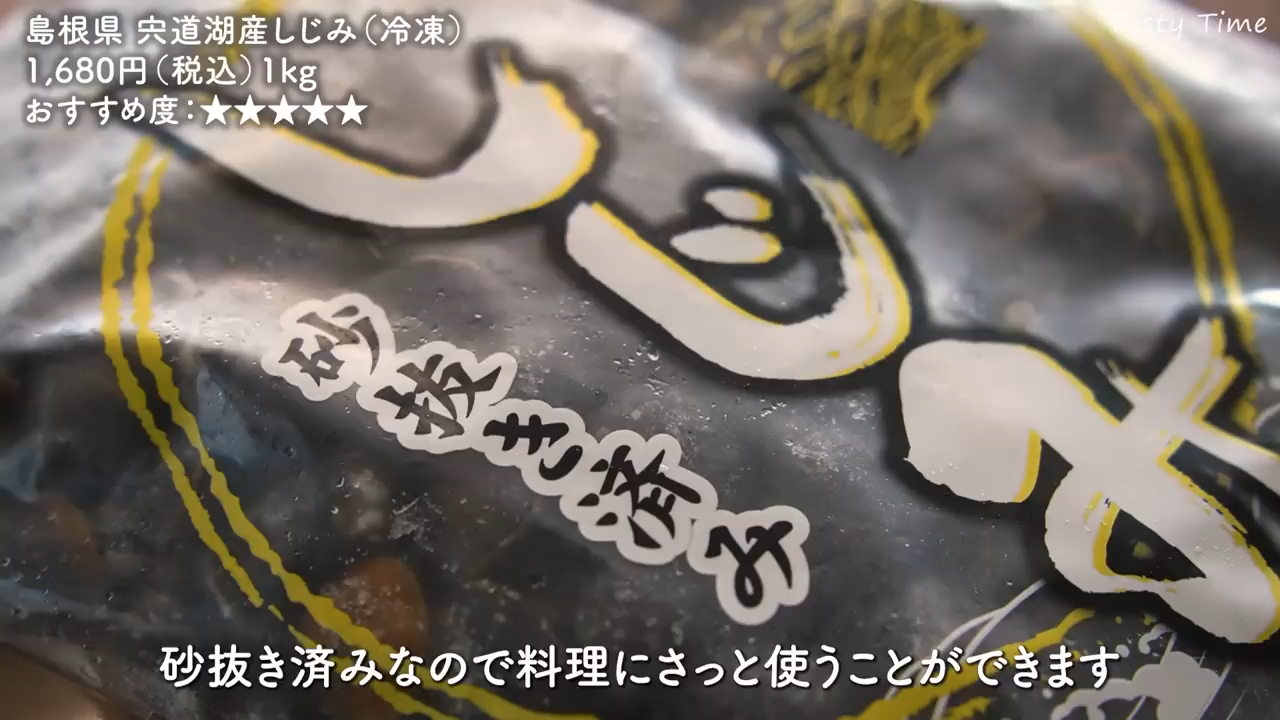 島根県 宍道湖産しじみ（冷凍）
1,680円（税込）1kg
おすすめ度：★★★★★
Tasty Time
しじみ
砂抜き済み
砂抜き済みなので料理にさっと使うことができます